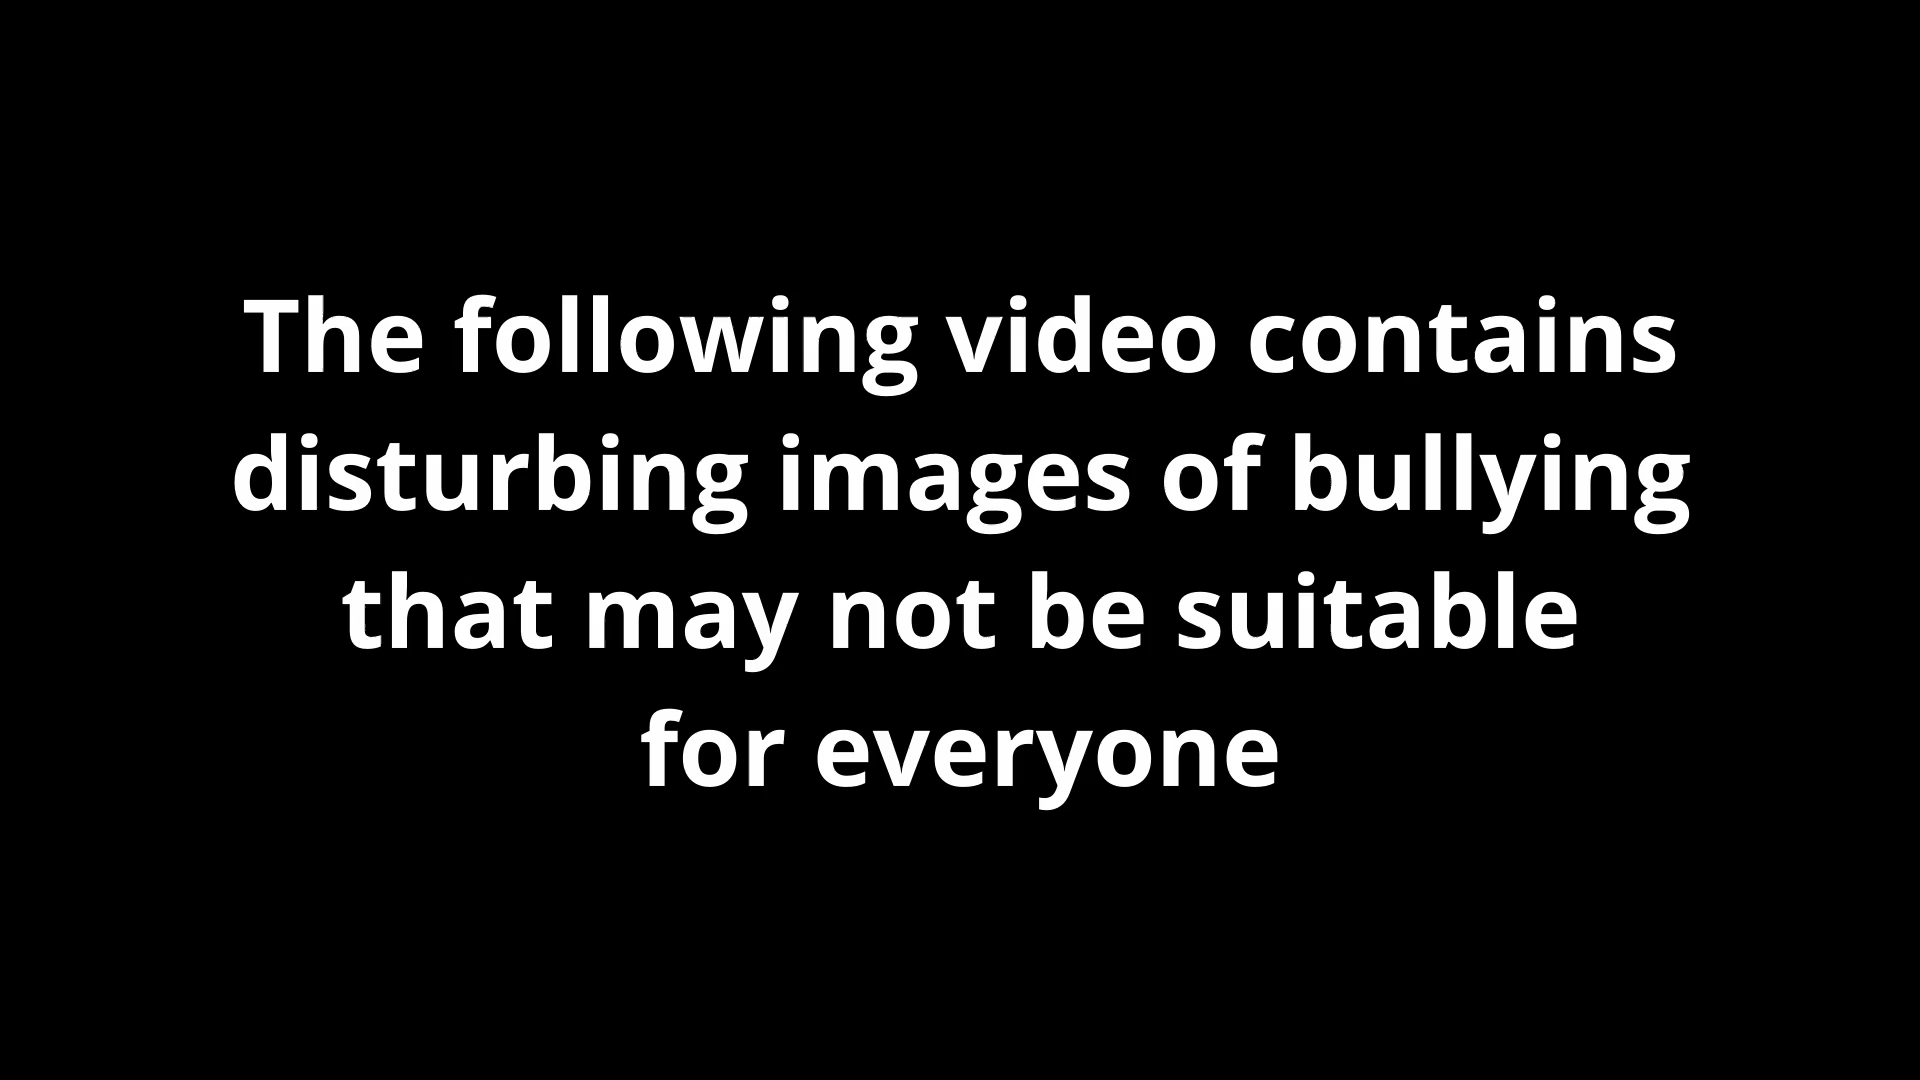 The following video contains
disturbing images of bullying
that may not be suitable
for everyone